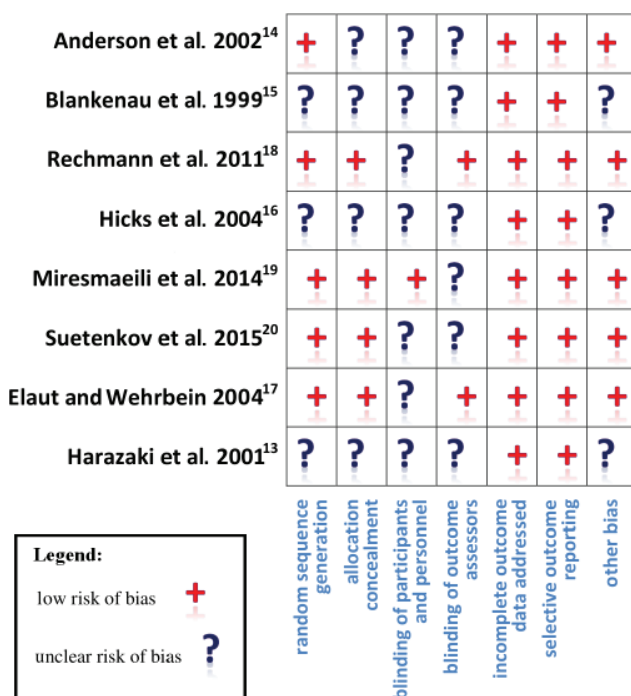 Anderson et al. 2002¹⁴ + ? ? ? + + +
Blankenau et al. 1999¹⁵ ? ? ? ? + + ?
Rechmann et al. 2011¹⁸ + + ? + + + +
Hicks et al. 2004¹⁶ ? ? ? ? + + ?
Miresmaeili et al. 2014¹⁹ + + + ? + + +
Suetenkov et al. 2015²⁰ + + ? ? + + +
Elaut and Wehrbein 2004¹⁷ + + ? + + + +
Harazaki et al. 2001¹³ ? ? ? ? + + ?
random sequence
generation
allocation
concealment
blinding of participants
and personnel
blinding of outcome
assessors
incomplete outcome
data addressed
selective outcome
reporting
other bias
Legend:
low risk of bias +
unclear risk of bias ?